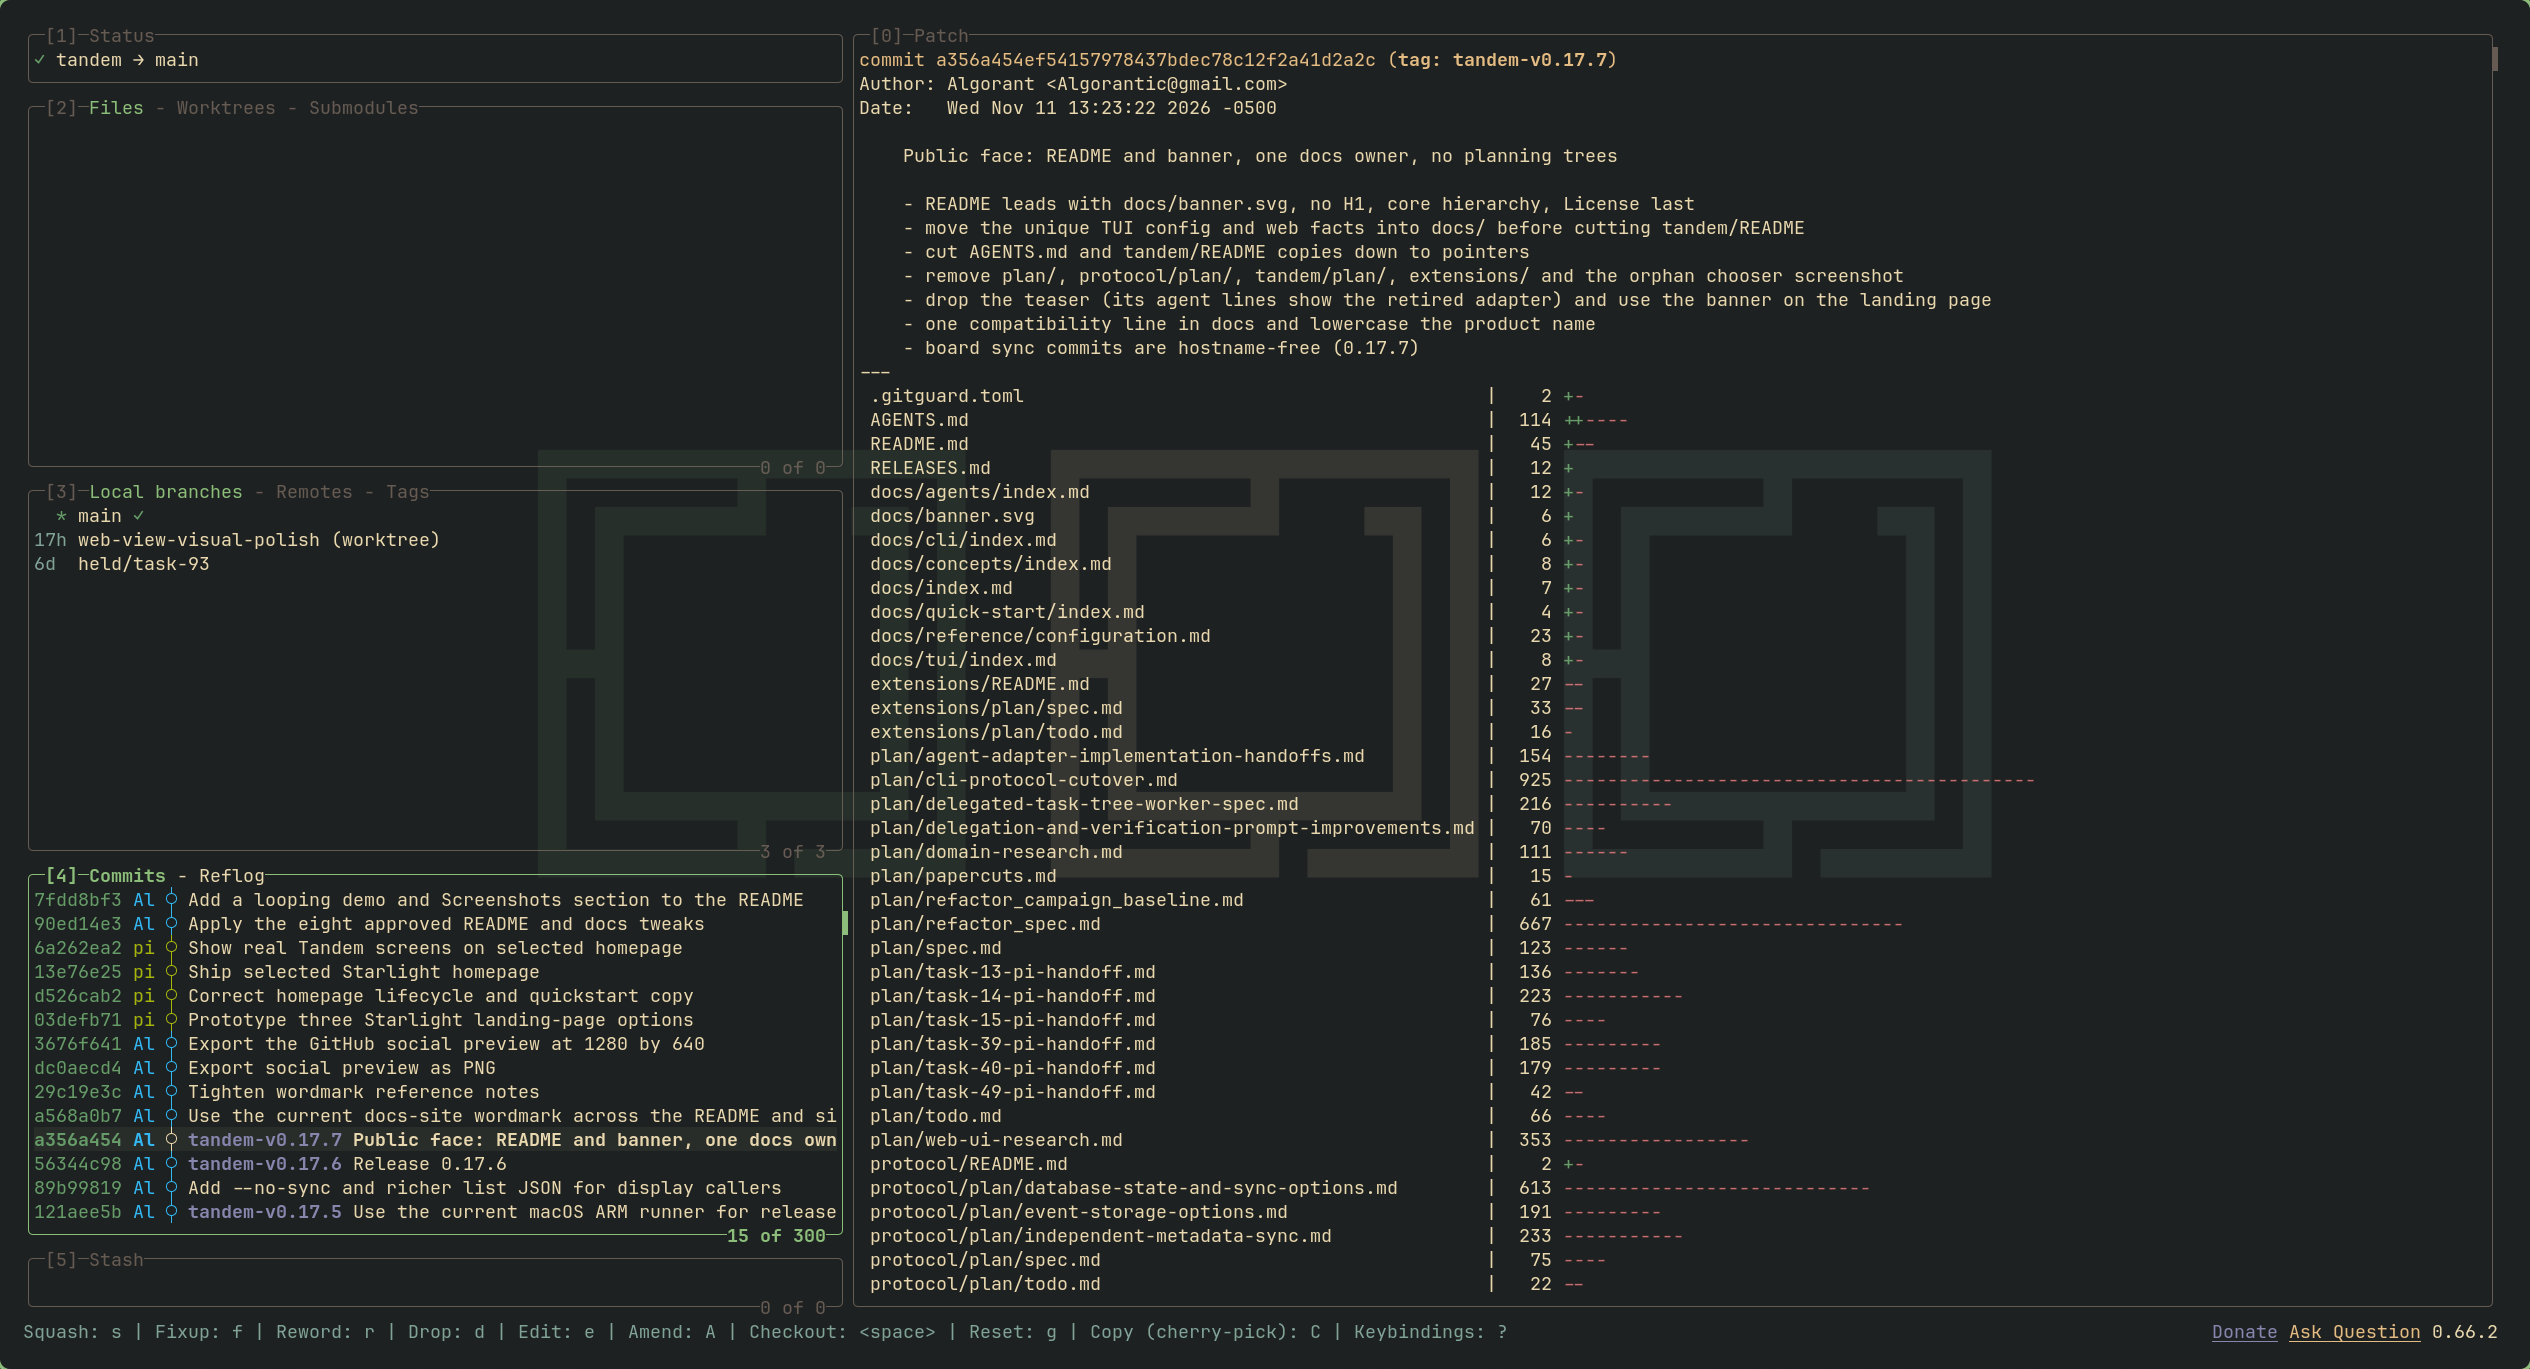 [1] Status
✓ tandem → main
[2] Files - Worktrees - Submodules
0 of 0
[3] Local branches - Remotes - Tags
* main ✓
17h web-view-visual-polish (worktree)
6d held/task-93
3 of 3
[4] Commits - Reflog
7fdd8bf3 Al Add a looping demo and Screenshots section to the README
90ed14e3 Al Apply the eight approved README and docs tweaks
6a262ea2 pi Show real Tandem screens on selected homepage
13e76e25 pi Ship selected Starlight homepage
d526cab2 pi Correct homepage lifecycle and quickstart copy
03defb71 pi Prototype three Starlight landing-page options
3676f641 Al Export the GitHub social preview at 1280 by 640
dc0aecd4 Al Export social preview as PNG
29c19e3c Al Tighten wordmark reference notes
a568a0b7 Al Use the current docs-site wordmark across the README and si
a356a454 Al tandem-v0.17.7 Public face: README and banner, one docs own
56344c98 Al tandem-v0.17.6 Release 0.17.6
89b99819 Al Add --no-sync and richer list JSON for display callers
121aee5b Al tandem-v0.17.5 Use the current macOS ARM runner for release
15 of 300
[5] Stash
0 of 0
[0] Patch
commit a356a454ef54157978437bdec78c12f2a41d2a2c (tag: tandem-v0.17.7)
Author: Algorant <Algorantic@gmail.com>
Date:   Wed Nov 11 13:23:22 2026 -0500
Public face: README and banner, one docs owner, no planning trees
- README leads with docs/banner.svg, no H1, core hierarchy, License last
- move the unique TUI config and web facts into docs/ before cutting tandem/README
- cut AGENTS.md and tandem/README copies down to pointers
- remove plan/, protocol/plan/, tandem/plan/, extensions/ and the orphan chooser screenshot
- drop the teaser (its agent lines show the retired adapter) and use the banner on the landing page
- one compatibility line in docs and lowercase the product name
- board sync commits are hostname-free (0.17.7)
---
.gitguard.toml | 2 +-
AGENTS.md | 114 ++----
README.md | 45 +--
RELEASES.md | 12 +
docs/agents/index.md | 12 +-
docs/banner.svg | 6 +
docs/cli/index.md | 6 +-
docs/concepts/index.md | 8 +-
docs/index.md | 7 +-
docs/quick-start/index.md | 4 +-
docs/reference/configuration.md | 23 +-
docs/tui/index.md | 8 +-
extensions/README.md | 27 --
extensions/plan/spec.md | 33 --
extensions/plan/todo.md | 16 -
plan/agent-adapter-implementation-handoffs.md | 154 --------
plan/cli-protocol-cutover.md | 925 -------------------------------------------
plan/delegated-task-tree-worker-spec.md | 216 ----------
plan/delegation-and-verification-prompt-improvements.md | 70 ----
plan/domain-research.md | 111 ------
plan/papercuts.md | 15 -
plan/refactor_campaign_baseline.md | 61 ---
plan/refactor_spec.md | 667 -------------------------------
plan/spec.md | 123 ------
plan/task-13-pi-handoff.md | 136 -------
plan/task-14-pi-handoff.md | 223 -----------
plan/task-15-pi-handoff.md | 76 ----
plan/task-39-pi-handoff.md | 185 ---------
plan/task-40-pi-handoff.md | 179 ---------
plan/task-49-pi-handoff.md | 42 --
plan/todo.md | 66 ----
plan/web-ui-research.md | 353 -----------------
protocol/README.md | 2 +-
protocol/plan/database-state-and-sync-options.md | 613 ----------------------------
protocol/plan/event-storage-options.md | 191 ---------
protocol/plan/independent-metadata-sync.md | 233 -----------
protocol/plan/spec.md | 75 ----
protocol/plan/todo.md | 22 --
Squash: s | Fixup: f | Reword: r | Drop: d | Edit: e | Amend: A | Checkout: <space> | Reset: g | Copy (cherry-pick): C | Keybindings: ?
Donate Ask Question 0.66.2